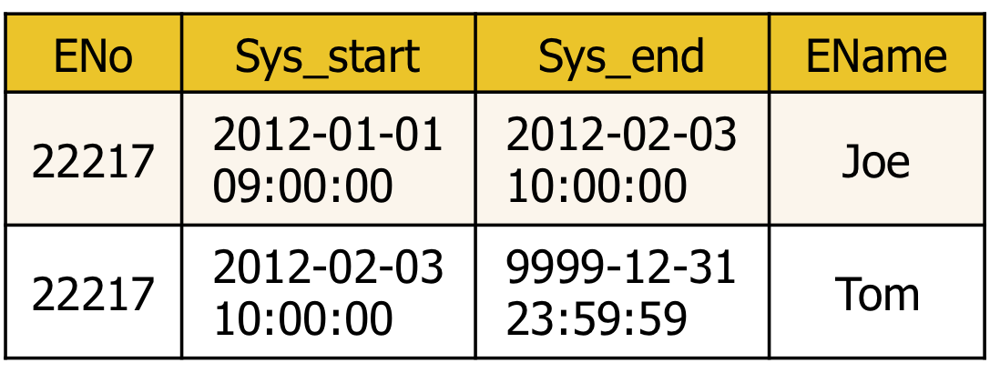 ENo Sys_start Sys_end EName
22217 2012-01-01 09:00:00 2012-02-03 10:00:00 Joe
22217 2012-02-03 10:00:00 9999-12-31 23:59:59 Tom